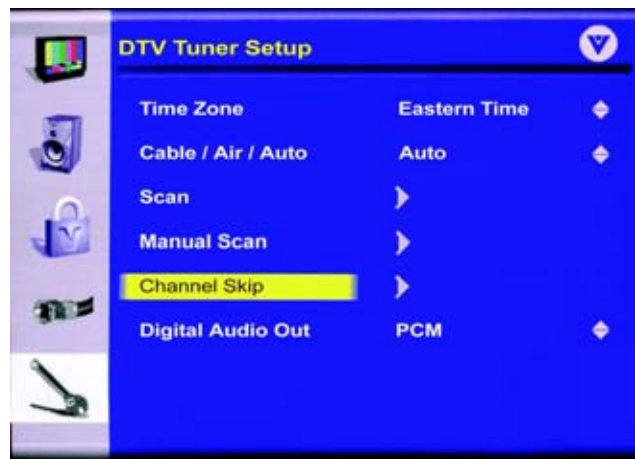 DTV Tuner Setup
Time Zone Eastern Time
Cable / Air / Auto Auto
Scan
Manual Scan
Channel Skip
Digital Audio Out PCM